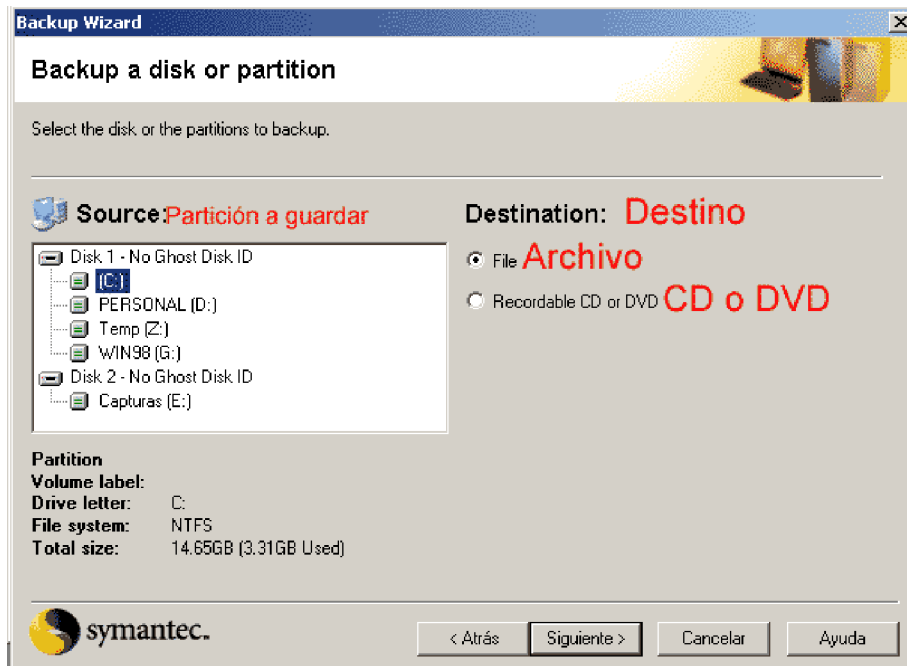 Backup Wizard
Backup a disk or partition
Select the disk or the partitions to backup.
Source: Partición a guardar
Disk 1 - No Ghost Disk ID
(C:)
PERSONAL (D:)
Temp (Z:)
WIN98 (G:)
Disk 2 - No Ghost Disk ID
Capturas (E:)
Destination: Destino
File Archivo
Recordable CD or DVD CD o DVD
Partition
Volume label:
Drive letter: C:
File system: NTFS
Total size: 14.65GB (3.31GB Used)
symantec.
< Atrás Siguiente > Cancelar Ayuda